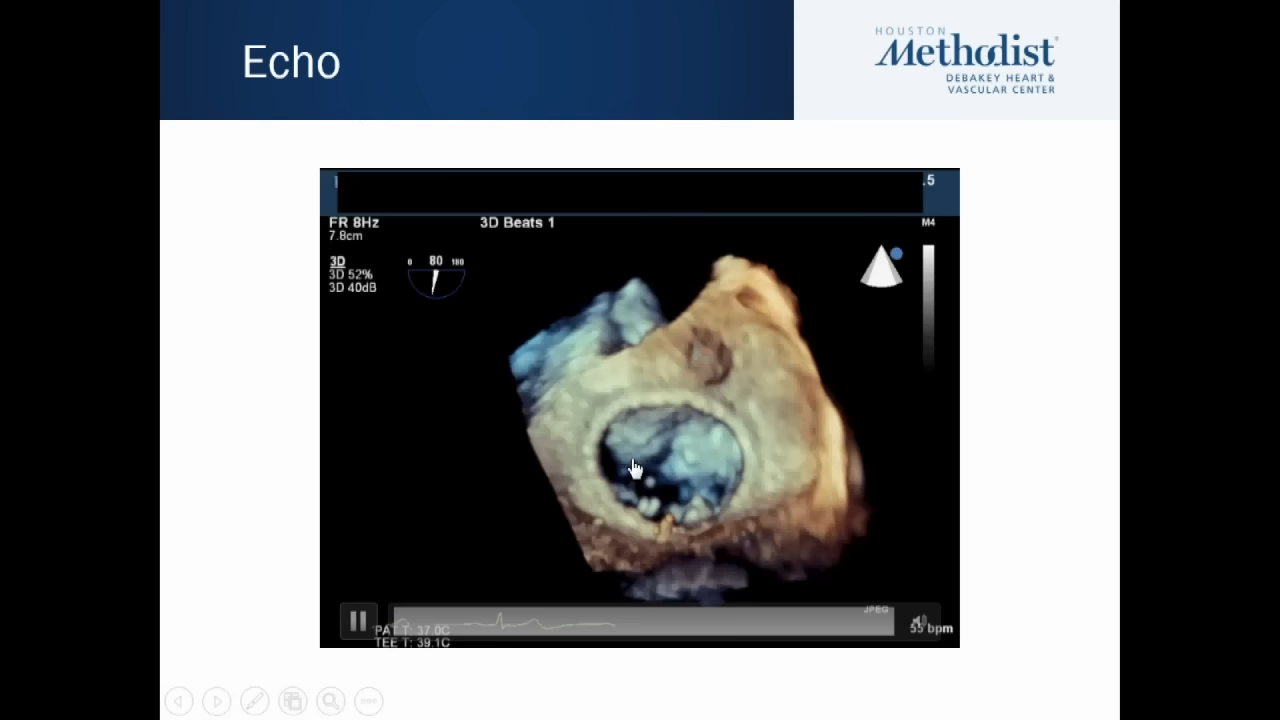 Echo
HOUSTON
Methodist
DEBAKEY HEART &
VASCULAR CENTER
.5
FR 8Hz
7.8cm
3D Beats 1
M4
3D
3D 52%
3D 40dB
0 80 180
JPEG
PAT T: 37.0C
TEE T: 39.1C
55 bpm